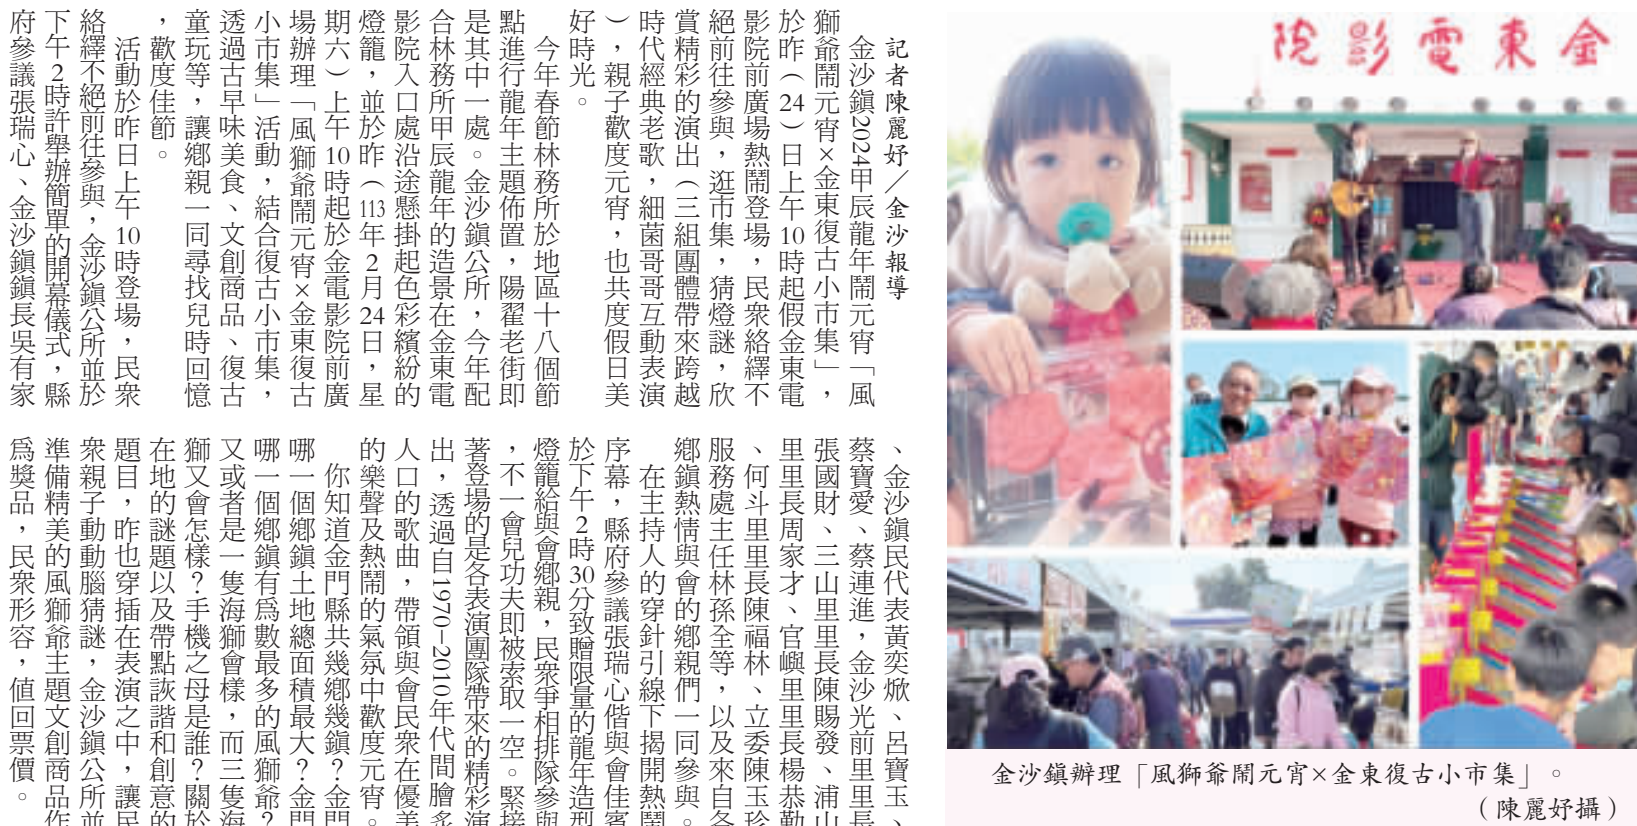 記者陳麗妤／金沙報導
金沙鎮2024甲辰龍年鬧元宵「風
獅爺鬧元宵×金東復古小市集」，
於昨（24）日上午10時起假金東電
影院前廣場熱鬧登場，民衆絡繹不
絕前往參與，逛市集，猜燈謎，欣
賞精彩的演出（三組團體帶來跨越
時代經典老歌，細菌哥哥互動表演
），親子歡度元宵，也共度假日美
好時光。
今年春節林務所於地區十八個節
點進行龍年主題佈置，陽翟老街即
是其中一處。金沙鎮公所，今年配
合林務所甲辰龍年的造景在金東電
影院入口處沿途懸掛起色彩繽紛的
燈籠，並於昨（113年2月24日，星
期六）上午10時起於金電影院前廣
場辦理「風獅爺鬧元宵×金東復古
小市集」活動，結合復古小市集，
透過古早味美食、文創商品、復古
童玩等，讓鄉親一同尋找兒時回憶
，歡度佳節。
活動於昨日上午10時登場，民衆
絡繹不絕前往參與，金沙鎮公所並於
下午2時許舉辦簡單的開幕儀式，縣
府參議張瑞心、金沙鎮鎮長吳有家
、金沙鎮民代表黃奕焮、呂寶玉、
蔡寶愛、蔡連進，金沙光前里里長
張國財、三山里里長陳賜發、浦山
里里長周家才、官嶼里里長楊恭勤
、何斗里里長陳福林、立委陳玉珍
服務處主任林孫全等，以及來自各
鄉鎮熱情與會的鄉親們一同參與。
在主持人的穿針引線下揭開熱鬧
序幕，縣府參議張瑞心偕與會佳賓
於下午2時30分致贈限量的龍年造型
燈籠給與會鄉親，民衆爭相排隊參與
，不一會兒功夫即被索取一空。緊接
著登場的是各表演團隊帶來的精彩演
出，透過自1970–2010年代間膾炙
人口的歌曲，帶領與會民衆在優美
的樂聲及熱鬧的氣氛中歡度元宵。
你知道金門縣共幾鄉幾鎮？金門
哪一個鄉鎮土地總面積最大？金門
哪一個鄉鎮有爲數最多的風獅爺？
又或者是一隻海獅會樣，而三隻海
獅又會怎樣？手機之母是誰？關於
在地的謎題以及帶點詼諧和創意的
題目，昨也穿插在表演之中，讓民
衆親子動動腦猜謎，金沙鎮公所並
準備精美的風獅爺主題文創商品作
爲獎品，民衆形容，值回票價。
院影電東金
金沙鎮辦理「風獅爺鬧元宵×金東復古小市集」。
（陳麗妤攝）